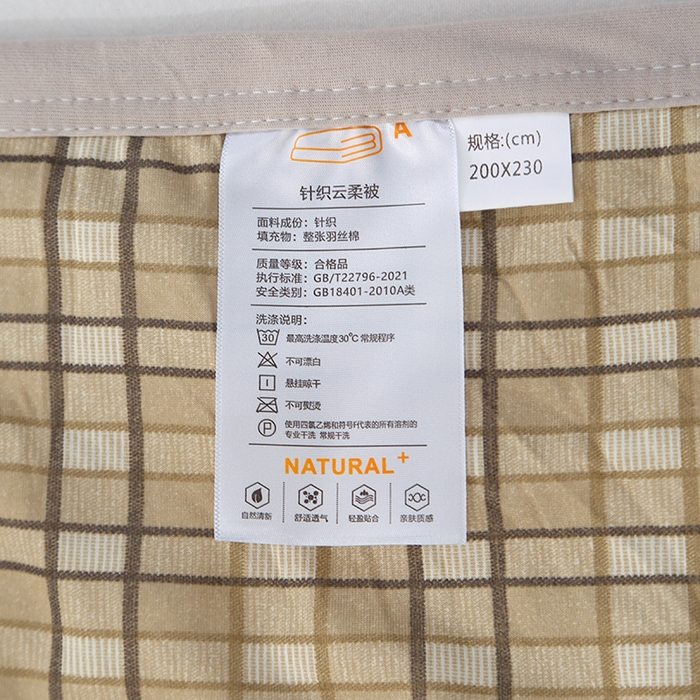 A
规格:(cm)
200X230
针织云柔被
面料成份：针织
填充物：整张羽丝棉
质量等级：合格品
执行标准：GB/T22796-2021
安全类别：GB18401-2010A类
洗涤说明：
30 最高洗涤温度30℃ 常规程序
不可漂白
悬挂晾干
不可熨烫
P 使用四氯乙烯和符号F代表的所有溶剂的
专业干洗 常规干洗
NATURAL+
自然清新 舒适透气 轻盈贴合 亲肤质感